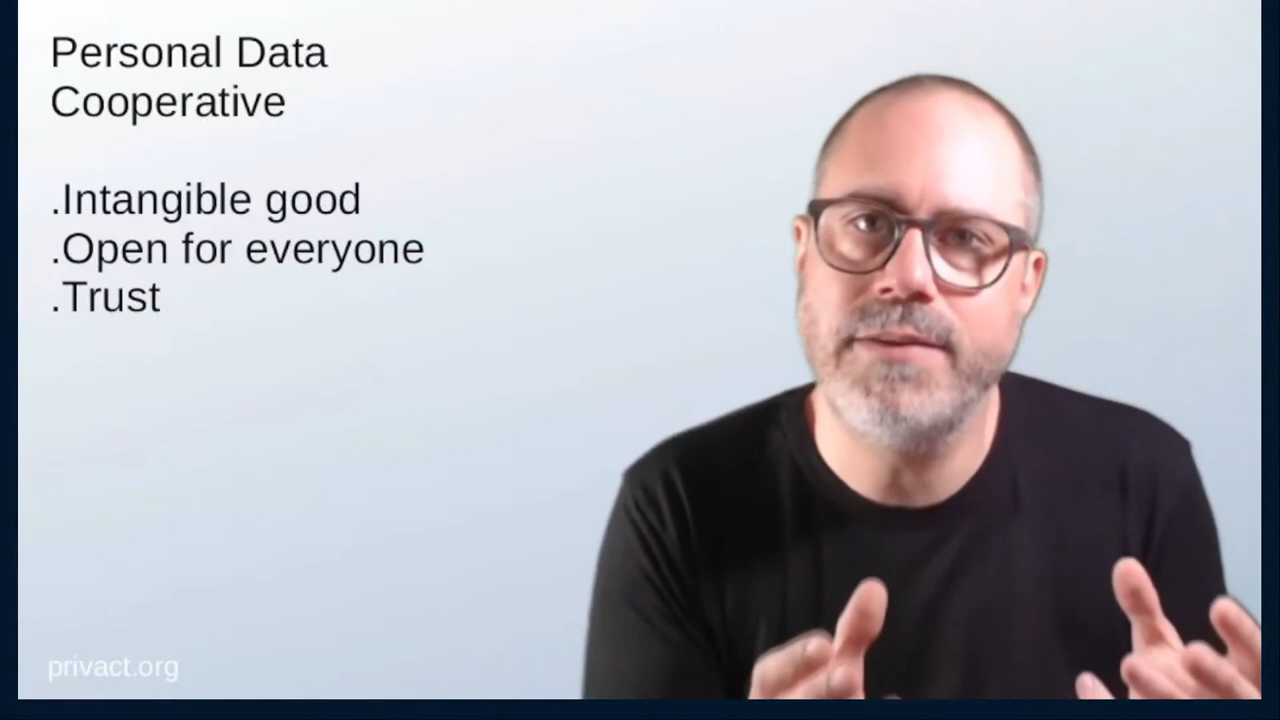 Personal Data
Cooperative
.Intangible good
.Open for everyone
.Trust
privact.org